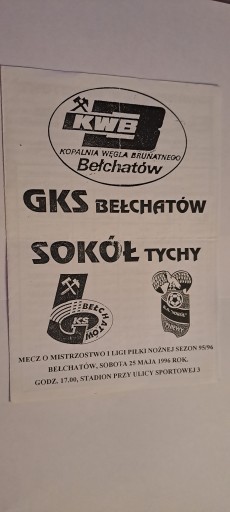 KWB
KOPALNIA WĘGLA BRUNATNEGO
Bełchatów
GKS BEŁCHATÓW
SOKÓŁ TYCHY
BEŁCHATÓW
GKS
TYCHY
MECZ O MISTRZOSTWO I LIGI PIŁKI NOŻNEJ SEZON 95/96
BEŁCHATÓW, SOBOTA 25 MAJA 1996 ROK.
GODZ. 17.00, STADION PRZY ULICY SPORTOWEJ 3